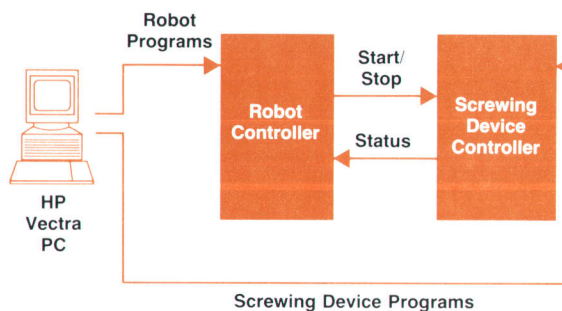 Robot
Programs
Robot
Controller
Start/
Stop
Status
Screwing
Device
Controller
HP
Vectra
PC
Screwing Device Programs